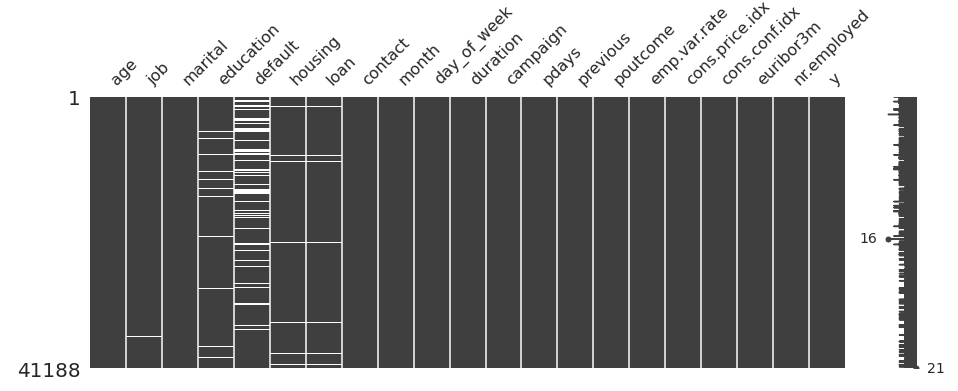 age
job
marital
education
default
housing
loan
contact
month
day_of_week
duration
campaign
pdays
previous
poutcome
emp.var.rate
cons.price.idx
cons.conf.idx
euribor3m
nr.employed
y
1
16
41188
21